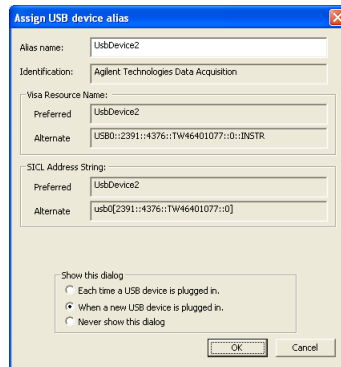 Assign USB device alias
Alias name: UsbDevice2
Identification: Agilent Technologies Data Acquisition
Visa Resource Name:
Preferred UsbDevice2
Alternate USB0::2391::4376::TW46401077::0::INSTR
SICL Address String:
Preferred UsbDevice2
Alternate usb0[2391::4376::TW46401077::0]
Show this dialog
Each time a USB device is plugged in.
When a new USB device is plugged in.
Never show this dialog
OK Cancel